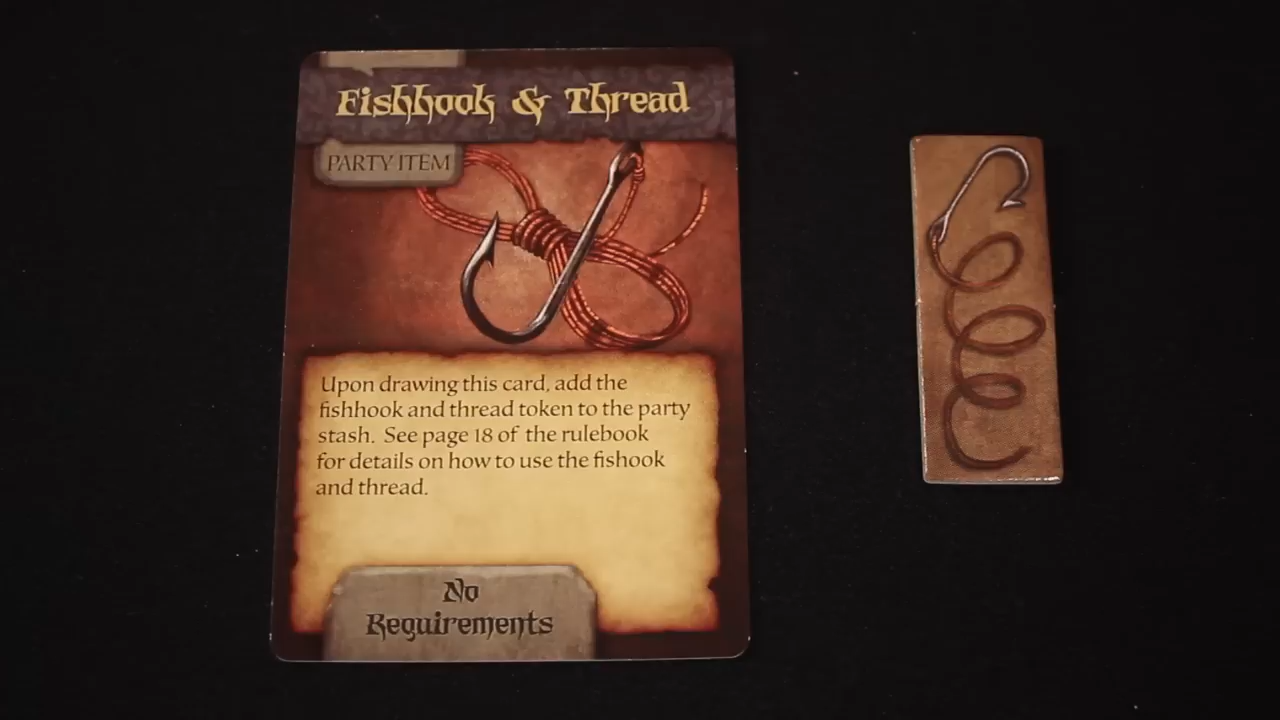 Fishhook & Thread
PARTY ITEM
Upon drawing this card, add the
fishhook and thread token to the party
stash. See page 18 of the rulebook
for details on how to use the fishook
and thread.
No
Requirements